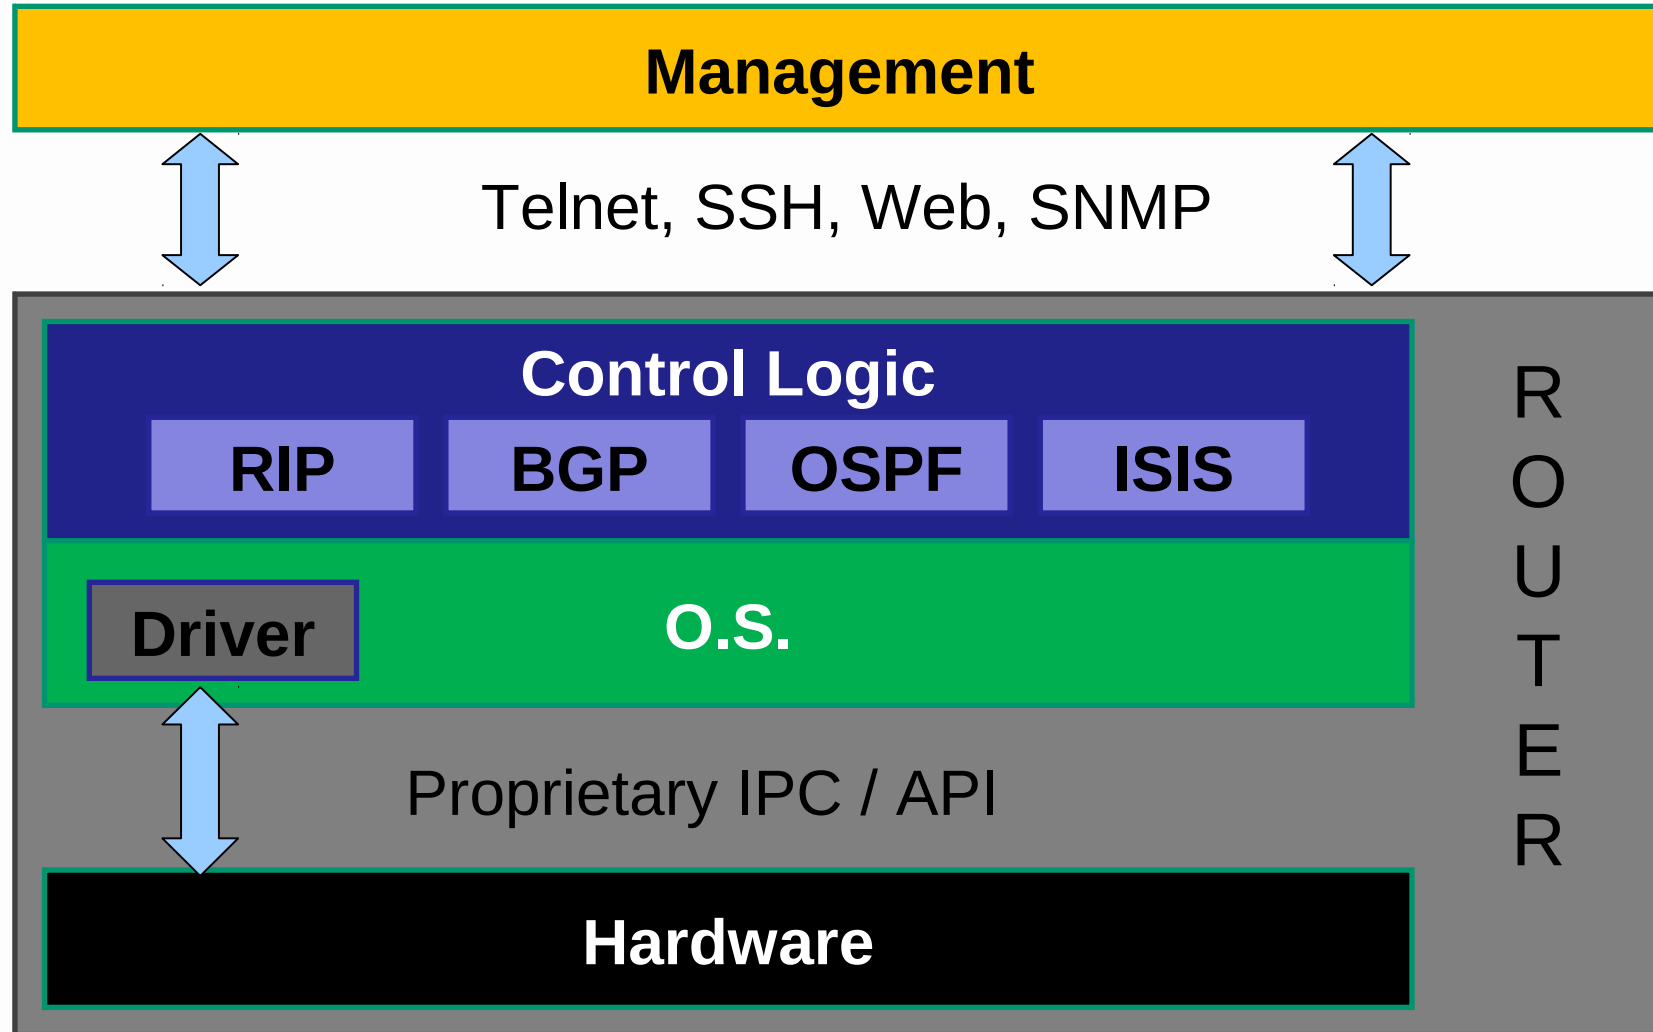 Management
Telnet, SSH, Web, SNMP
Control Logic
RIP BGP OSPF ISIS
Driver O.S.
Proprietary IPC / API
Hardware
R
O
U
T
E
R